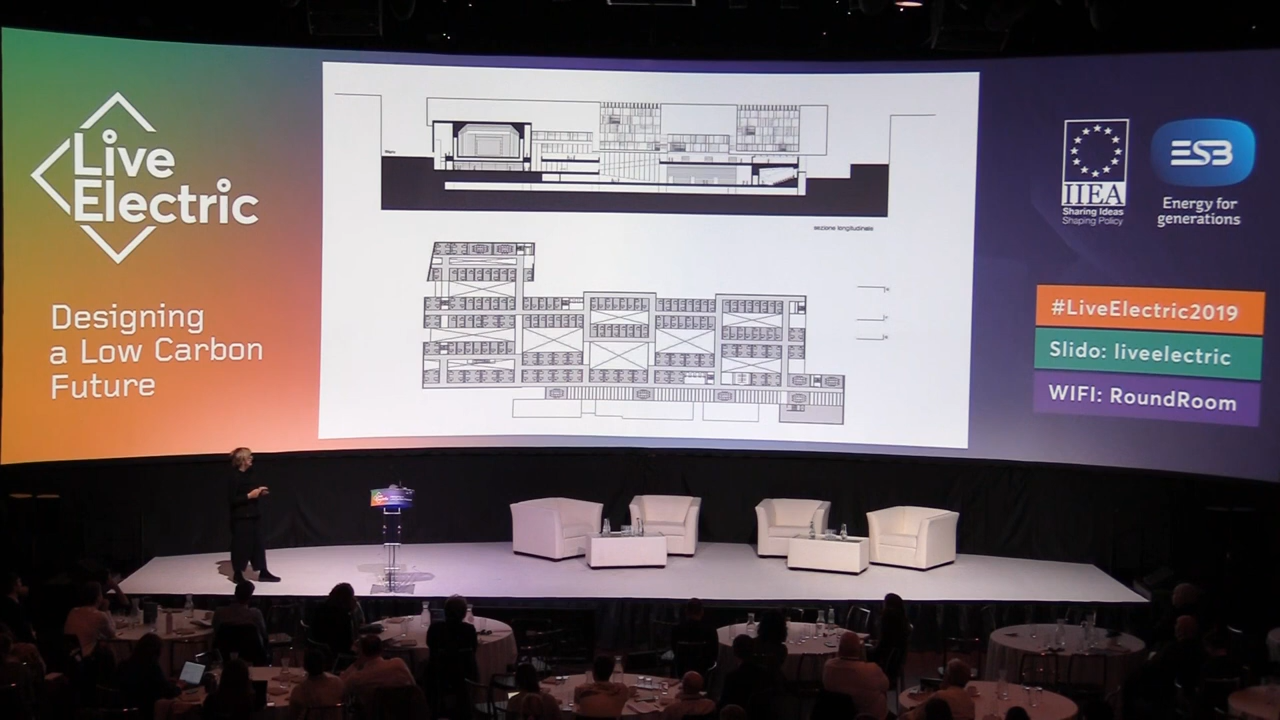 Live
Electric
Designing
a Low Carbon
Future
sezione longitudinale
IIEA
Sharing Ideas
Shaping Policy
ESB
Energy for
generations
#LiveElectric2019
Slido: liveelectric
WIFI: RoundRoom